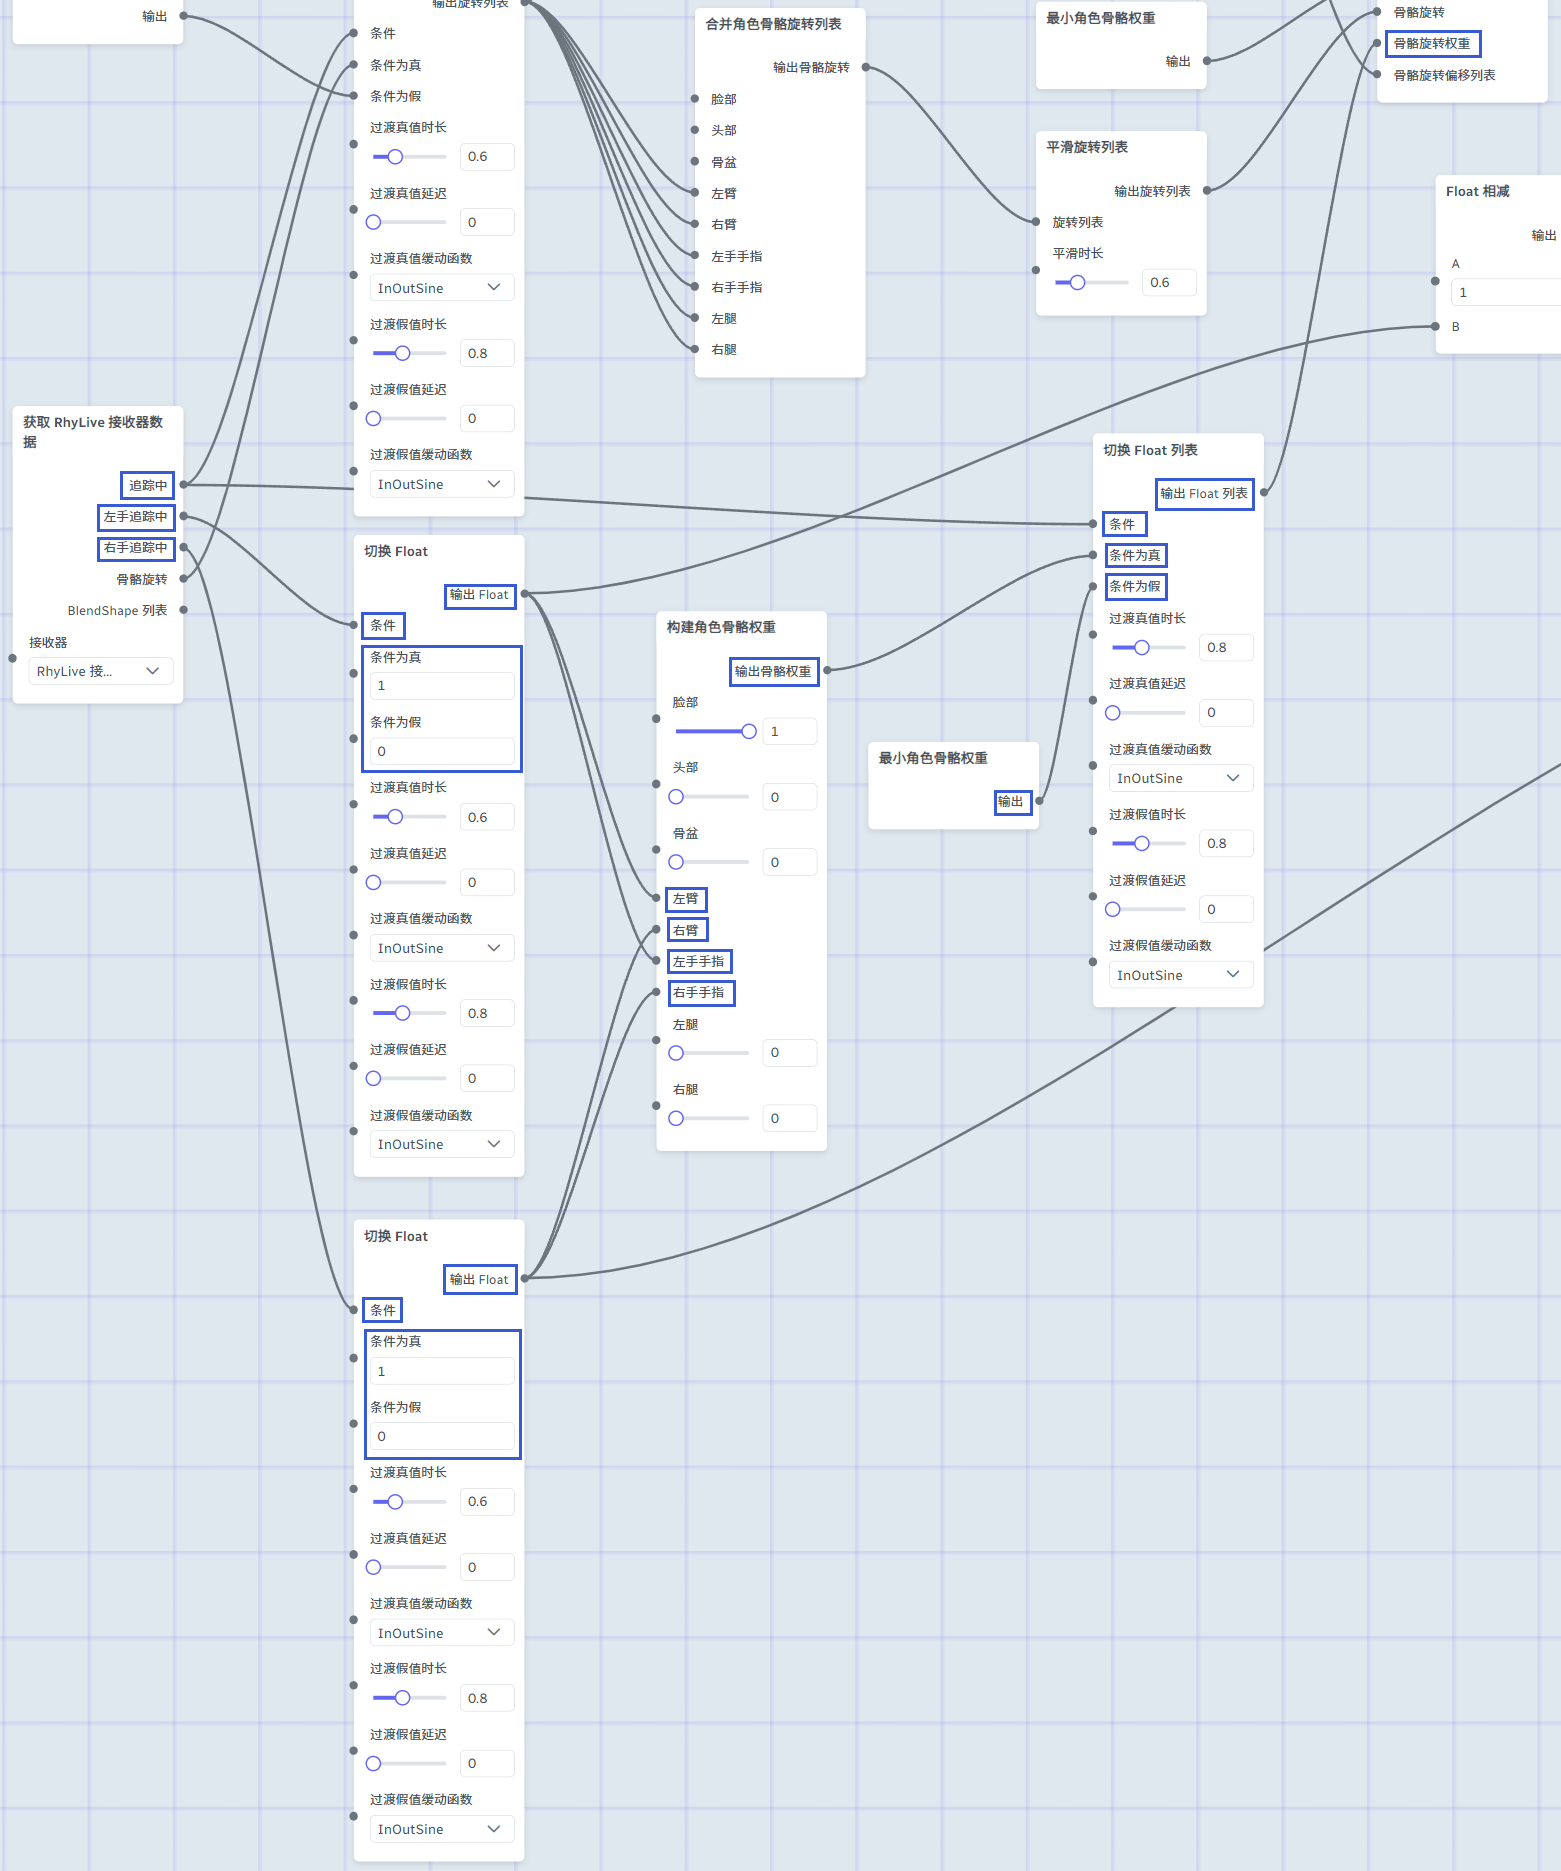 输出
获取 RhyLive 接收器数
据
追踪中
左手追踪中
右手追踪中
骨骼旋转
BlendShape 列表
接收器
RhyLive 接...
输出旋转列表
条件
条件为真
条件为假
过渡真值时长
0.6
过渡真值延迟
0
过渡真值缓动函数
InOutSine
过渡假值时长
0.8
过渡假值延迟
0
过渡假值缓动函数
InOutSine
切换 Float
输出 Float
条件
条件为真
1
条件为假
0
过渡真值时长
0.6
过渡真值延迟
0
过渡真值缓动函数
InOutSine
过渡假值时长
0.8
过渡假值延迟
0
过渡假值缓动函数
InOutSine
切换 Float
输出 Float
条件
条件为真
1
条件为假
0
过渡真值时长
0.6
过渡真值延迟
0
过渡真值缓动函数
InOutSine
过渡假值时长
0.8
过渡假值延迟
0
过渡假值缓动函数
InOutSine
合并角色骨骼旋转列表
输出骨骼旋转
脸部
头部
骨盆
左臂
右臂
左手手指
右手手指
左腿
右腿
构建角色骨骼权重
输出骨骼权重
脸部
1
头部
0
骨盆
0
左臂
右臂
左手手指
右手手指
左腿
0
右腿
0
最小角色骨骼权重
输出
最小角色骨骼权重
输出
平滑旋转列表
输出旋转列表
旋转列表
平滑时长
0.6
切换 Float 列表
输出 Float 列表
条件
条件为真
条件为假
过渡真值时长
0.8
过渡真值延迟
0
过渡真值缓动函数
InOutSine
过渡假值时长
0.8
过渡假值延迟
0
过渡假值缓动函数
InOutSine
骨骼旋转
骨骼旋转权重
骨骼旋转偏移列表
Float 相减
输出
A
1
B